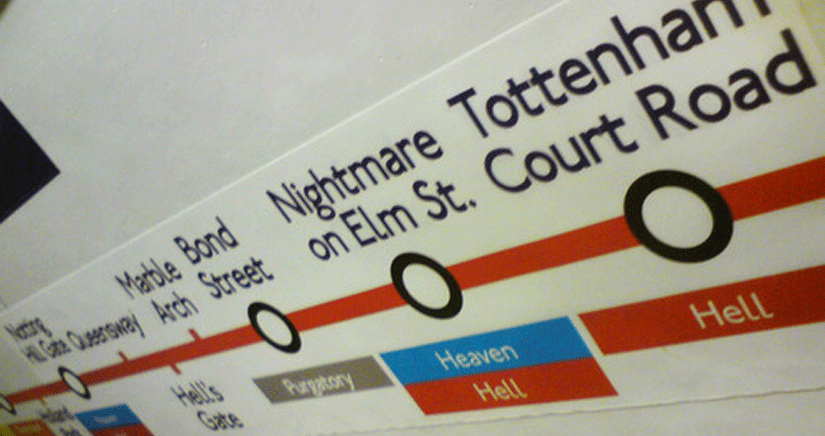 Notting
Hill Gate
Queensway
Marble
Arch
Bond
Street
Nightmare
on Elm St.
Tottenham
Court Road
Hell's
Gate
Purgatory
Heaven
Hell
Hell